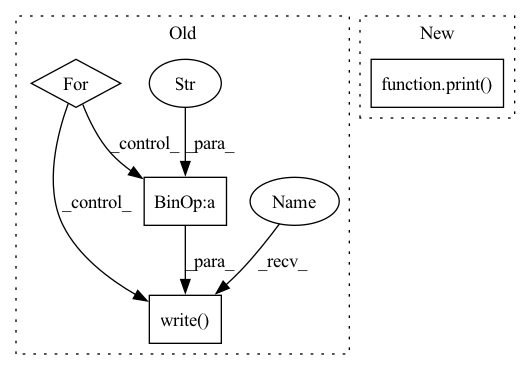 Old
New
For
Str
function.print()
_control_
_para_
_control_
BinOp:a
Name
_para_
_recv_
write()